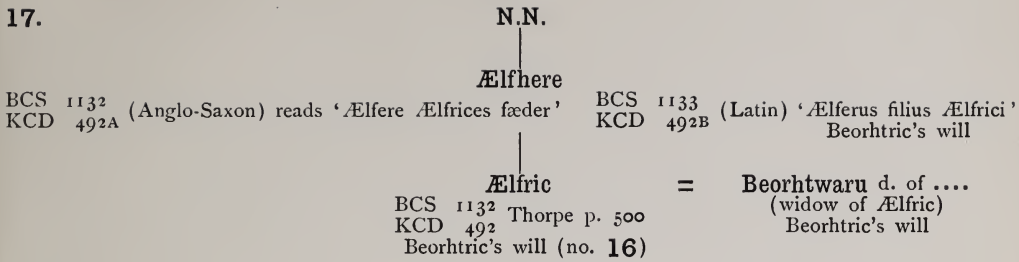 17. N.N.
Ælfhere
BCS 1132 (Anglo-Saxon) reads ‘Ælfere Ælfrices fæder’ BCS 1133 (Latin) ‘Ælferus filius Ælfrici’
KCD 492A KCD 492B Beorhtric's will
Ælfric = Beorhtwaru d. of ....
BCS 1132 Thorpe p. 500 (widow of Ælfric)
KCD 492 Beorhtric's will
Beorhtric's will (no. 16)